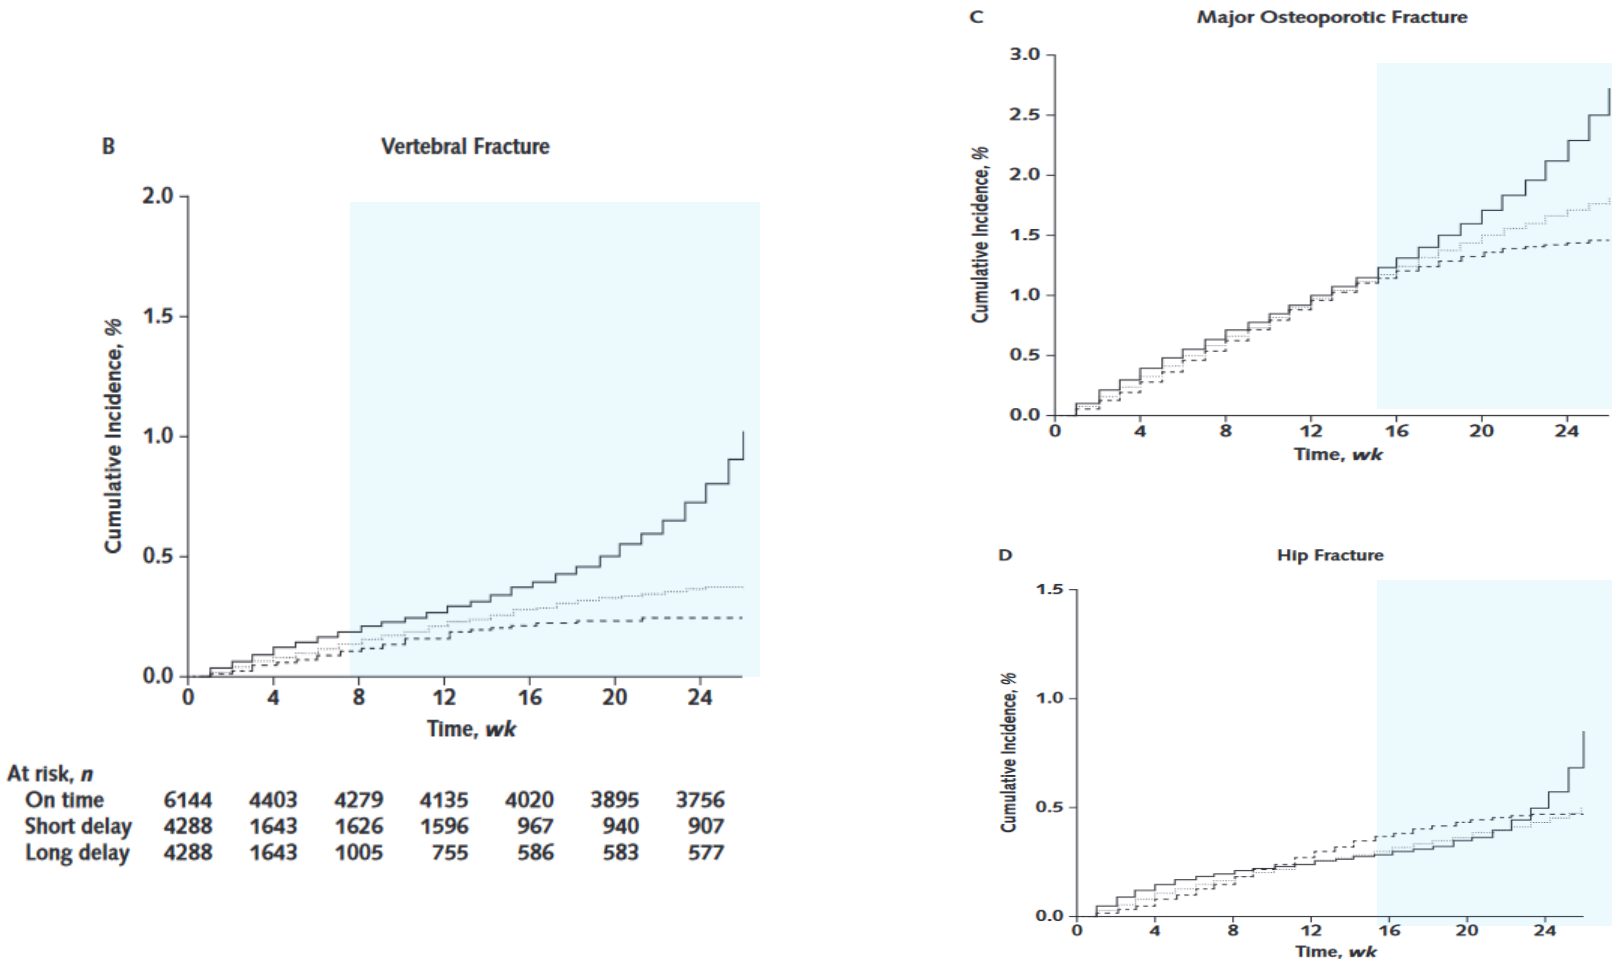 B Vertebral Fracture
2.0
1.5
1.0
0.5
0.0
Cumulative Incidence, %
0 4 8 12 16 20 24
Time, wk
At risk, n
On time 6144 4403 4279 4135 4020 3895 3756
Short delay 4288 1643 1626 1596 967 940 907
Long delay 4288 1643 1005 755 586 583 577
C Major Osteoporotic Fracture
3.0
2.5
2.0
1.5
1.0
0.5
0.0
Cumulative Incidence, %
0 4 8 12 16 20 24
Time, wk
D Hip Fracture
1.5
1.0
0.5
0.0
Cumulative Incidence, %
0 4 8 12 16 20 24
Time, wk